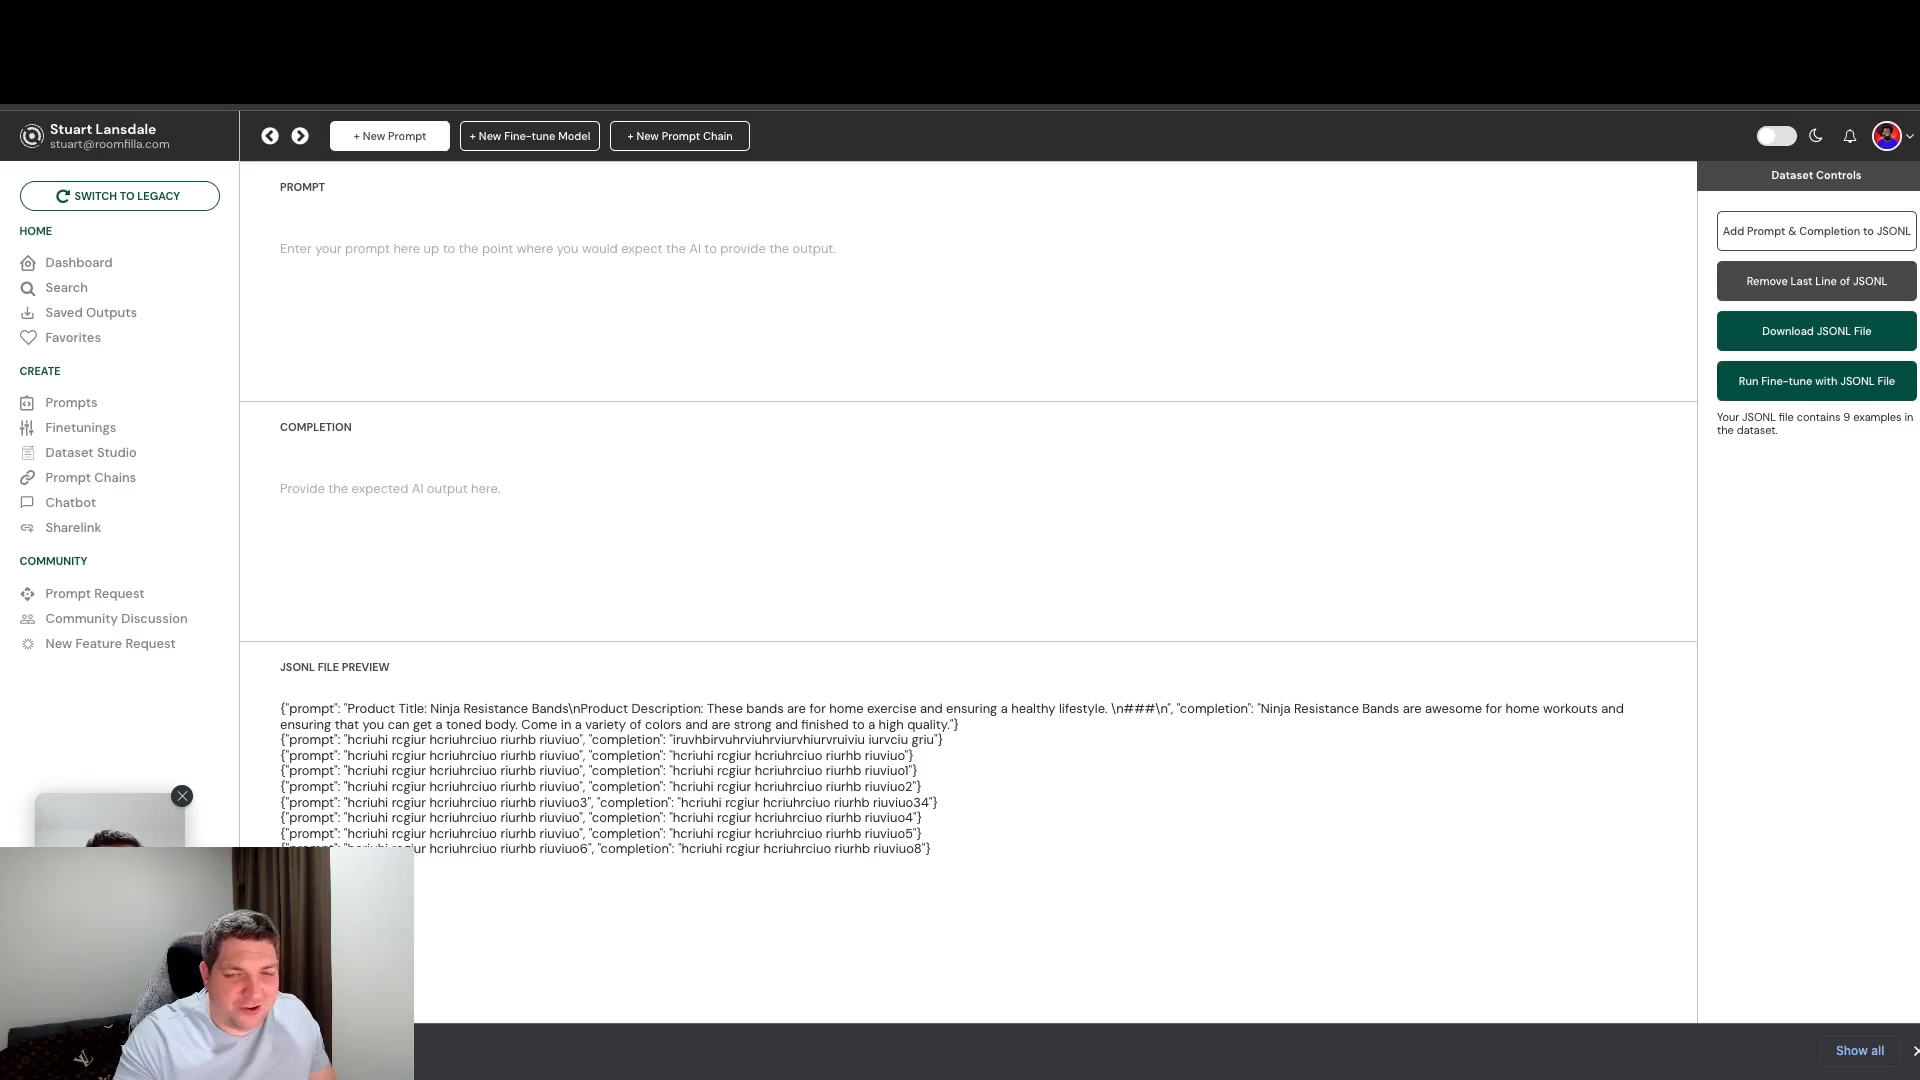 Stuart Lansdale
stuart@roomfilla.com
+ New Prompt
+ New Fine-tune Model
+ New Prompt Chain
SWITCH TO LEGACY
HOME
Dashboard
Search
Saved Outputs
Favorites
CREATE
Prompts
Finetunings
Dataset Studio
Prompt Chains
Chatbot
Sharelink
COMMUNITY
Prompt Request
Community Discussion
New Feature Request
PROMPT
Enter your prompt here up to the point where you would expect the AI to provide the output.
COMPLETION
Provide the expected AI output here.
JSONL FILE PREVIEW
{"prompt": "Product Title: Ninja Resistance Bands\nProduct Description: These bands are for home exercise and ensuring a healthy lifestyle. \n###\n", "completion": "Ninja Resistance Bands are awesome for home workouts and
ensuring that you can get a toned body. Come in a variety of colors and are strong and finished to a high quality."}
{"prompt": "hcriuhi rcgiur hcriuhrciuo riurhb riuviuo", "completion": "iruvhbirvuhrviuhrviurvhiurvruiviu iurvciu griu"}
{"prompt": "hcriuhi rcgiur hcriuhrciuo riurhb riuviuo", "completion": "hcriuhi rcgiur hcriuhrciuo riurhb riuviuo"}
{"prompt": "hcriuhi rcgiur hcriuhrciuo riurhb riuviuo", "completion": "hcriuhi rcgiur hcriuhrciuo riurhb riuviuo1"}
{"prompt": "hcriuhi rcgiur hcriuhrciuo riurhb riuviuo", "completion": "hcriuhi rcgiur hcriuhrciuo riurhb riuviuo2"}
{"prompt": "hcriuhi rcgiur hcriuhrciuo riurhb riuviuo3", "completion": "hcriuhi rcgiur hcriuhrciuo riurhb riuviuo34"}
{"prompt": "hcriuhi rcgiur hcriuhrciuo riurhb riuviuo", "completion": "hcriuhi rcgiur hcriuhrciuo riurhb riuviuo4"}
{"prompt": "hcriuhi rcgiur hcriuhrciuo riurhb riuviuo", "completion": "hcriuhi rcgiur hcriuhrciuo riurhb riuviuo5"}
hcriuhrciuo riurhb riuviuo6", "completion": "hcriuhi rcgiur hcriuhrciuo riurhb riuviuo8"}
Dataset Controls
Add Prompt & Completion to JSONL
Remove Last Line of JSONL
Download JSONL File
Run Fine-tune with JSONL File
Your JSONL file contains 9 examples in
the dataset.
Show all